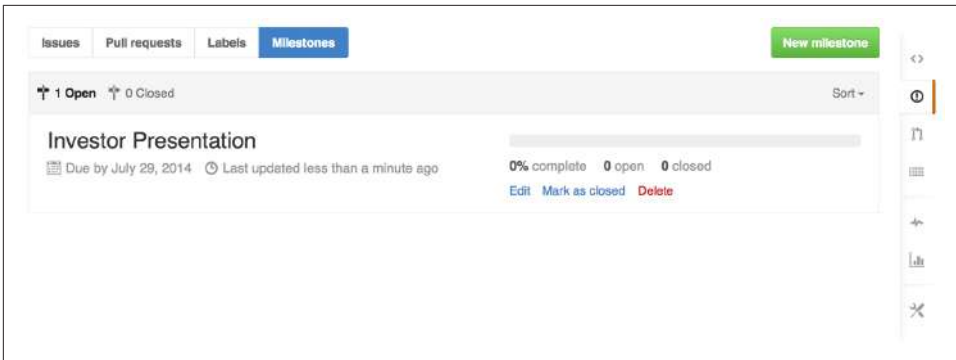 Issues Pull requests Labels Milestones New milestone
1 Open 0 Closed Sort
Investor Presentation
Due by July 29, 2014 Last updated less than a minute ago
0% complete 0 open 0 closed
Edit Mark as closed Delete